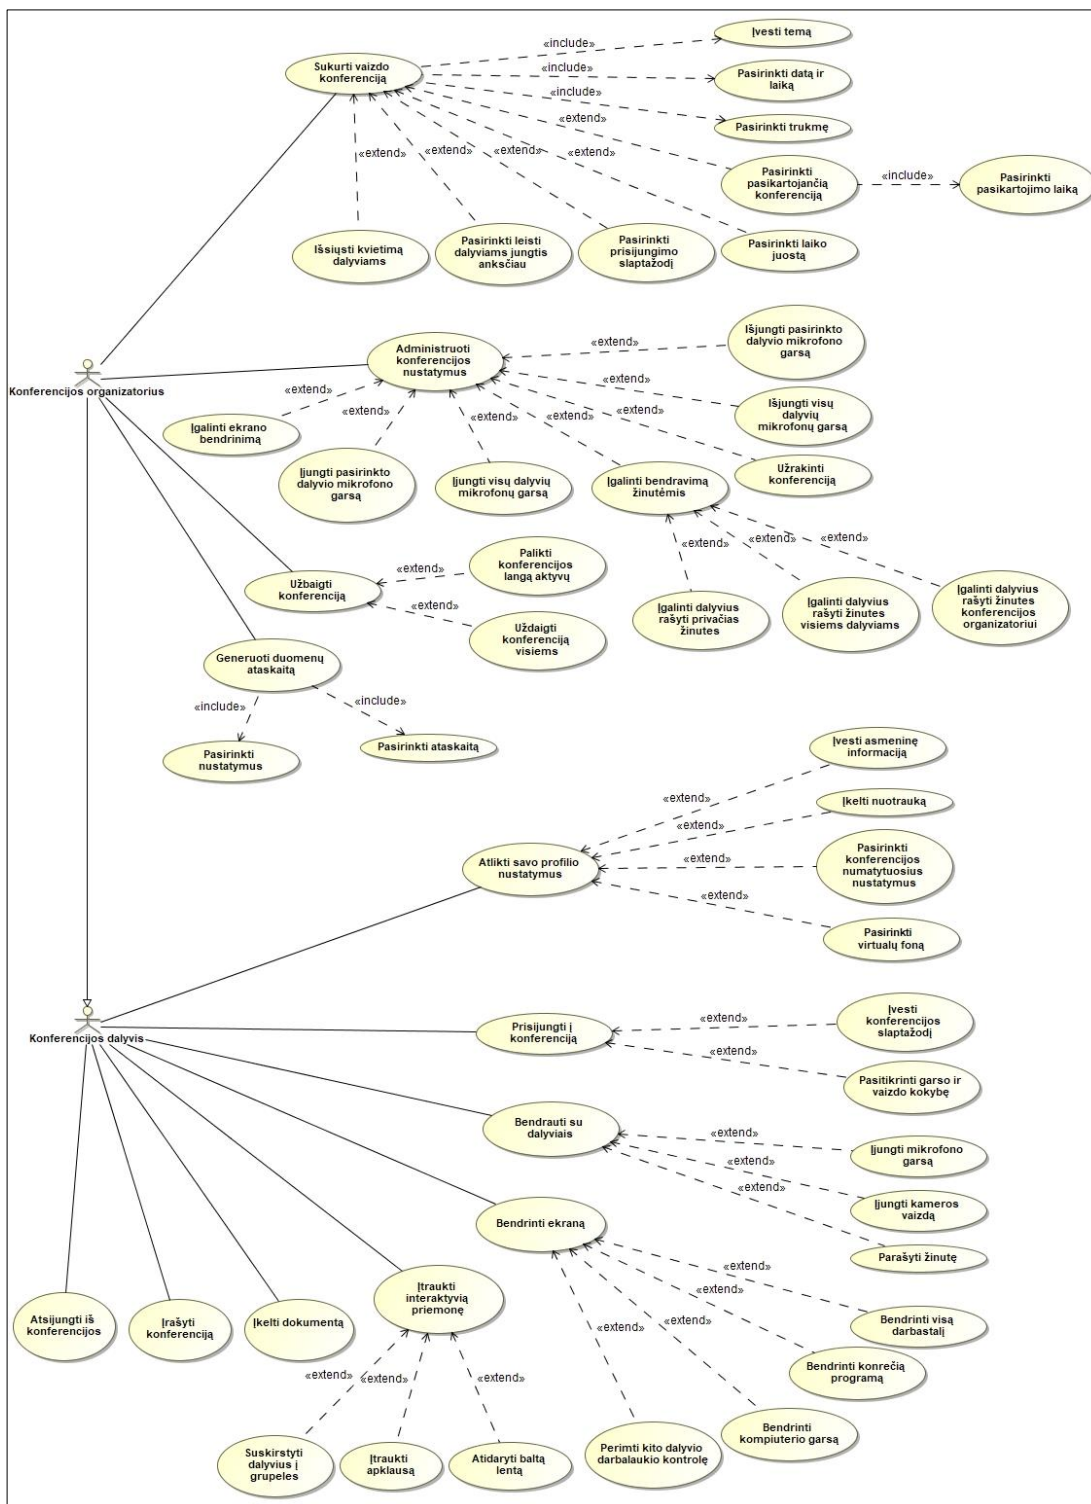 Įvesti temą
«include»
Sukurti vaizdo
konferenciją
«include»
Pasirinkti datą ir
laiką
«include»
Pasirinkti trukmę
«extend»
«extend»
«extend»
«extend»
«extend»
Pasirinkti
pasikartojančią
konferenciją
«include»
Pasirinkti
pasikartojimo laiką
Išsiųsti kvietimą
dalyviams
Pasirinkti leisti
dalyviams jungtis
anksčiau
Pasirinkti
prisijungimo
slaptažodį
Pasirinkti laiko
juostą
Konferencijos organizatorius
Administruoti
konferencijos
nustatymus
«extend»
Išjungti pasirinkto
dalyvio mikrofono
garsą
«extend»
Išjungti visų
dalyvių
mikrofonų garsą
«extend»
«extend»
«extend»
«extend»
«extend»
Įgalinti ekrano
bendrinimą
Įjungti pasirinkto
dalyvio mikrofono
garsą
Įjungti visų dalyvių
mikrofonų garsą
Įgalinti bendravimą
žinutėmis
Užrakinti
konferenciją
«extend»
«extend»
«extend»
Įgalinti dalyvius
rašyti privačias
žinutes
Įgalinti dalyvius
rašyti žinutes
visiems dalyviams
Įgalinti dalyvius
rašyti žinutes
konferencijos
organizatoriui
Užbaigti
konferenciją
«extend»
Palikti
konferencijos
langą aktyvų
«extend»
Uždaigti
konferenciją
visiems
Generuoti duomenų
ataskaitą
«include»
«include»
Pasirinkti
nustatymus
Pasirinkti ataskaitą
Įvesti asmeninę
informaciją
«extend»
Įkelti nuotrauką
«extend»
Atlikti savo profilio
nustatymus
«extend»
Pasirinkti
konferencijos
numatytuosius
nustatymus
«extend»
Pasirinkti
virtualų foną
Konferencijos dalyvis
Prisijungti į
konferenciją
«extend»
Įvesti
konferencijos
slaptažodį
«extend»
Pasitikrinti garso ir
vaizdo kokybę
Bendrauti su
dalyviais
«extend»
Įjungti mikrofono
garsą
«extend»
Įjungti kameros
vaizdą
«extend»
Parašyti žinutę
Bendrinti ekraną
«extend»
Bendrinti visą
darbastalį
«extend»
Bendrinti konrečią
programą
«extend»
Bendrinti
kompiuterio garsą
«extend»
Perimti kito dalyvio
darbalaukio kontrolę
Atsijungti iš
konferencijos
Įrašyti
konferenciją
Įkelti dokumentą
Įtraukti
interaktyvią
priemonę
«extend»
«extend»
«extend»
Suskirstyti
dalyvius į
grupeles
Įtraukti
apklausą
Atidaryti baltą
lentą